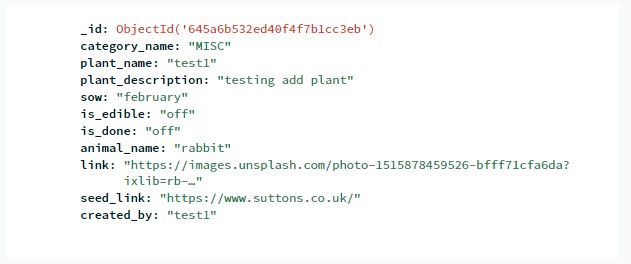 _id: ObjectId('645a6b532ed40f4f7b1cc3eb')
category_name: "MISC"
plant_name: "test1"
plant_description: "testing add plant"
sow: "february"
is_edible: "off"
is_done: "off"
animal_name: "rabbit"
link: "https://images.unsplash.com/photo-1515878459526-bfff71cfa6da?
ixlib=rb-…"
seed_link: "https://www.suttons.co.uk/"
created_by: "test1"